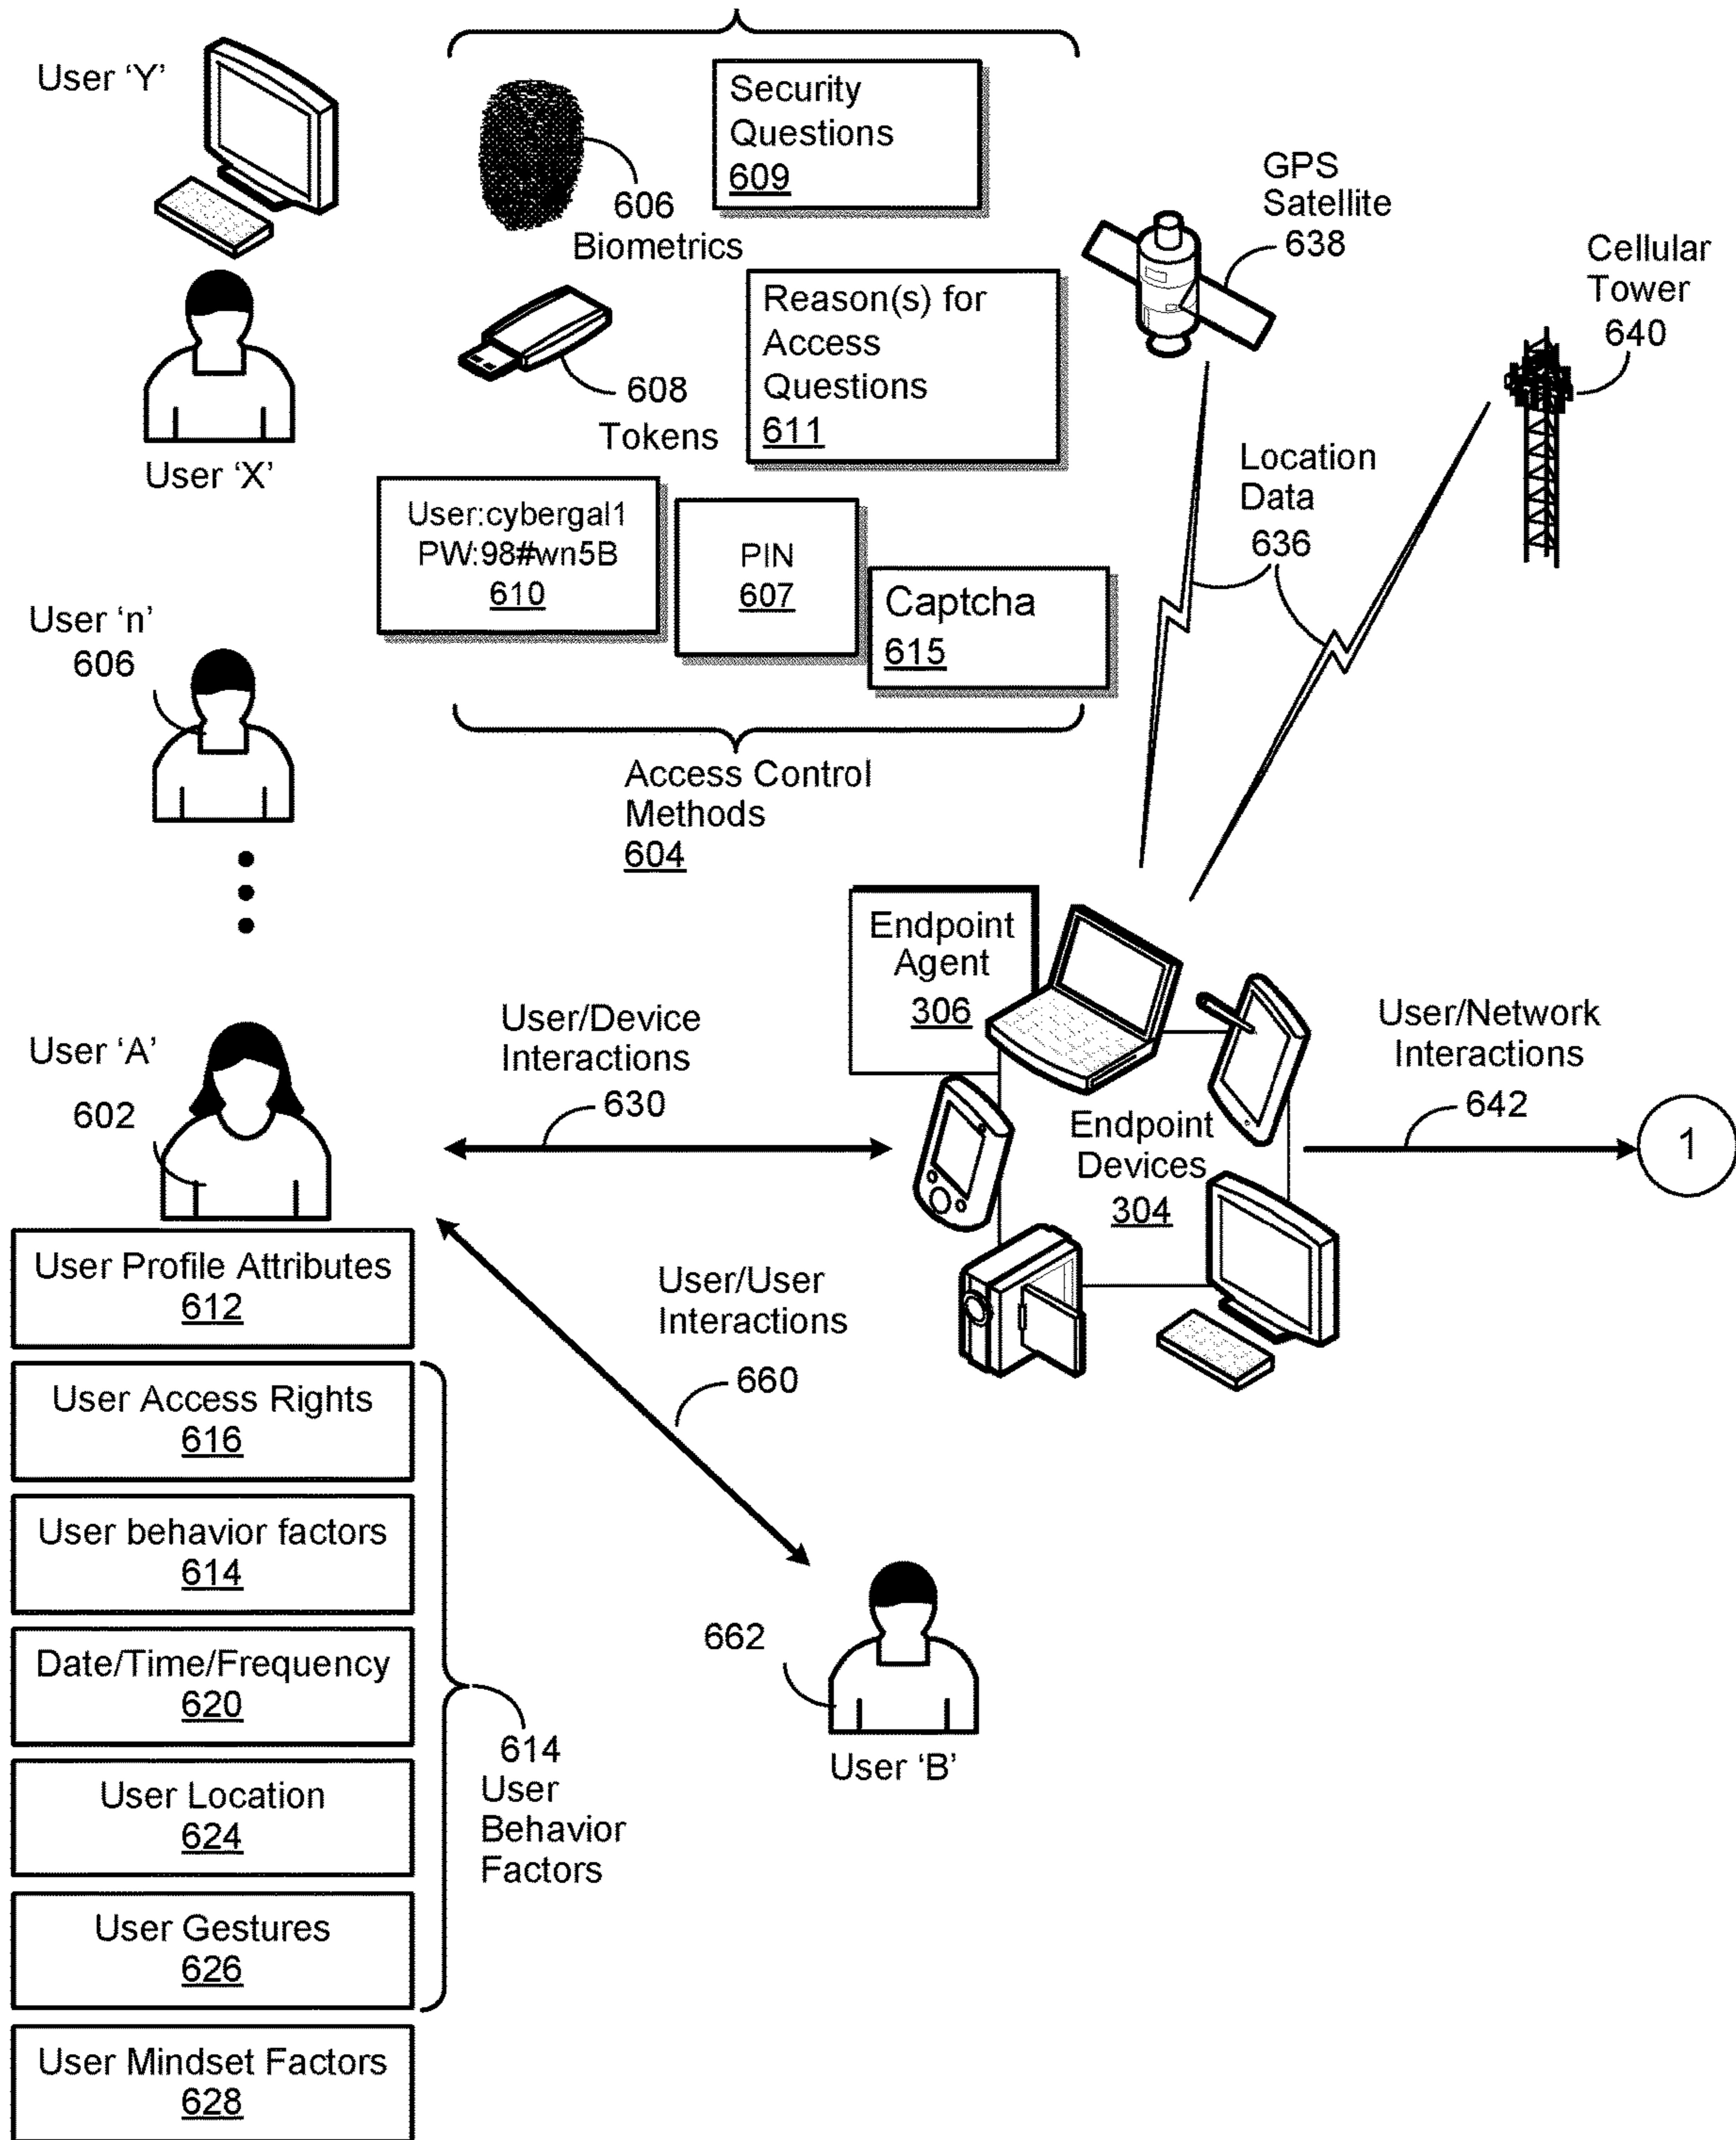 User ‘Y’
Security
Questions
609
606
Biometrics
GPS
Satellite
638
Cellular
Tower
640
Reason(s) for
Access
Questions
611
608
Tokens
User ‘X’
Location
Data
636
User:cybergal1
PW:98#wn5B
610
PIN
607
Captcha
615
User ‘n’
606
Access Control
Methods
604
Endpoint
Agent
306
User ‘A’
602
User/Device
Interactions
630
User/Network
Interactions
642
1
Endpoint
Devices
304
User Profile Attributes
612
User/User
Interactions
660
User Access Rights
616
User behavior factors
614
Date/Time/Frequency
620
User Location
624
User Gestures
626
614
User
Behavior
Factors
662
User ‘B’
User Mindset Factors
628